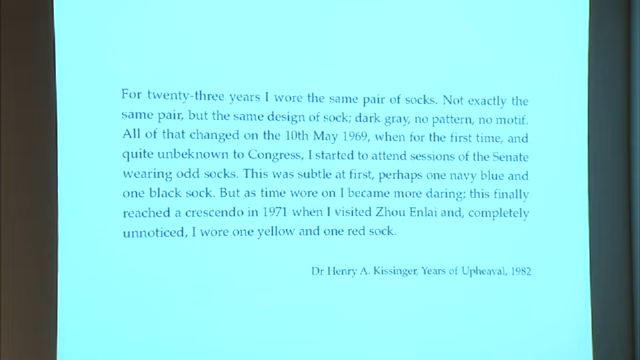 For twenty-three years I wore the same pair of socks. Not exactly the
same pair, but the same design of sock; dark gray, no pattern, no motif.
All of that changed on the 10th May 1969, when for the first time, and
quite unbeknown to Congress, I started to attend sessions of the Senate
wearing odd socks. This was subtle at first, perhaps one navy blue and
one black sock. But as time wore on I became more daring; this finally
reached a crescendo in 1971 when I visited Zhou Enlai and, completely
unnoticed, I wore one yellow and one red sock.
Dr Henry A. Kissinger, Years of Upheaval, 1982